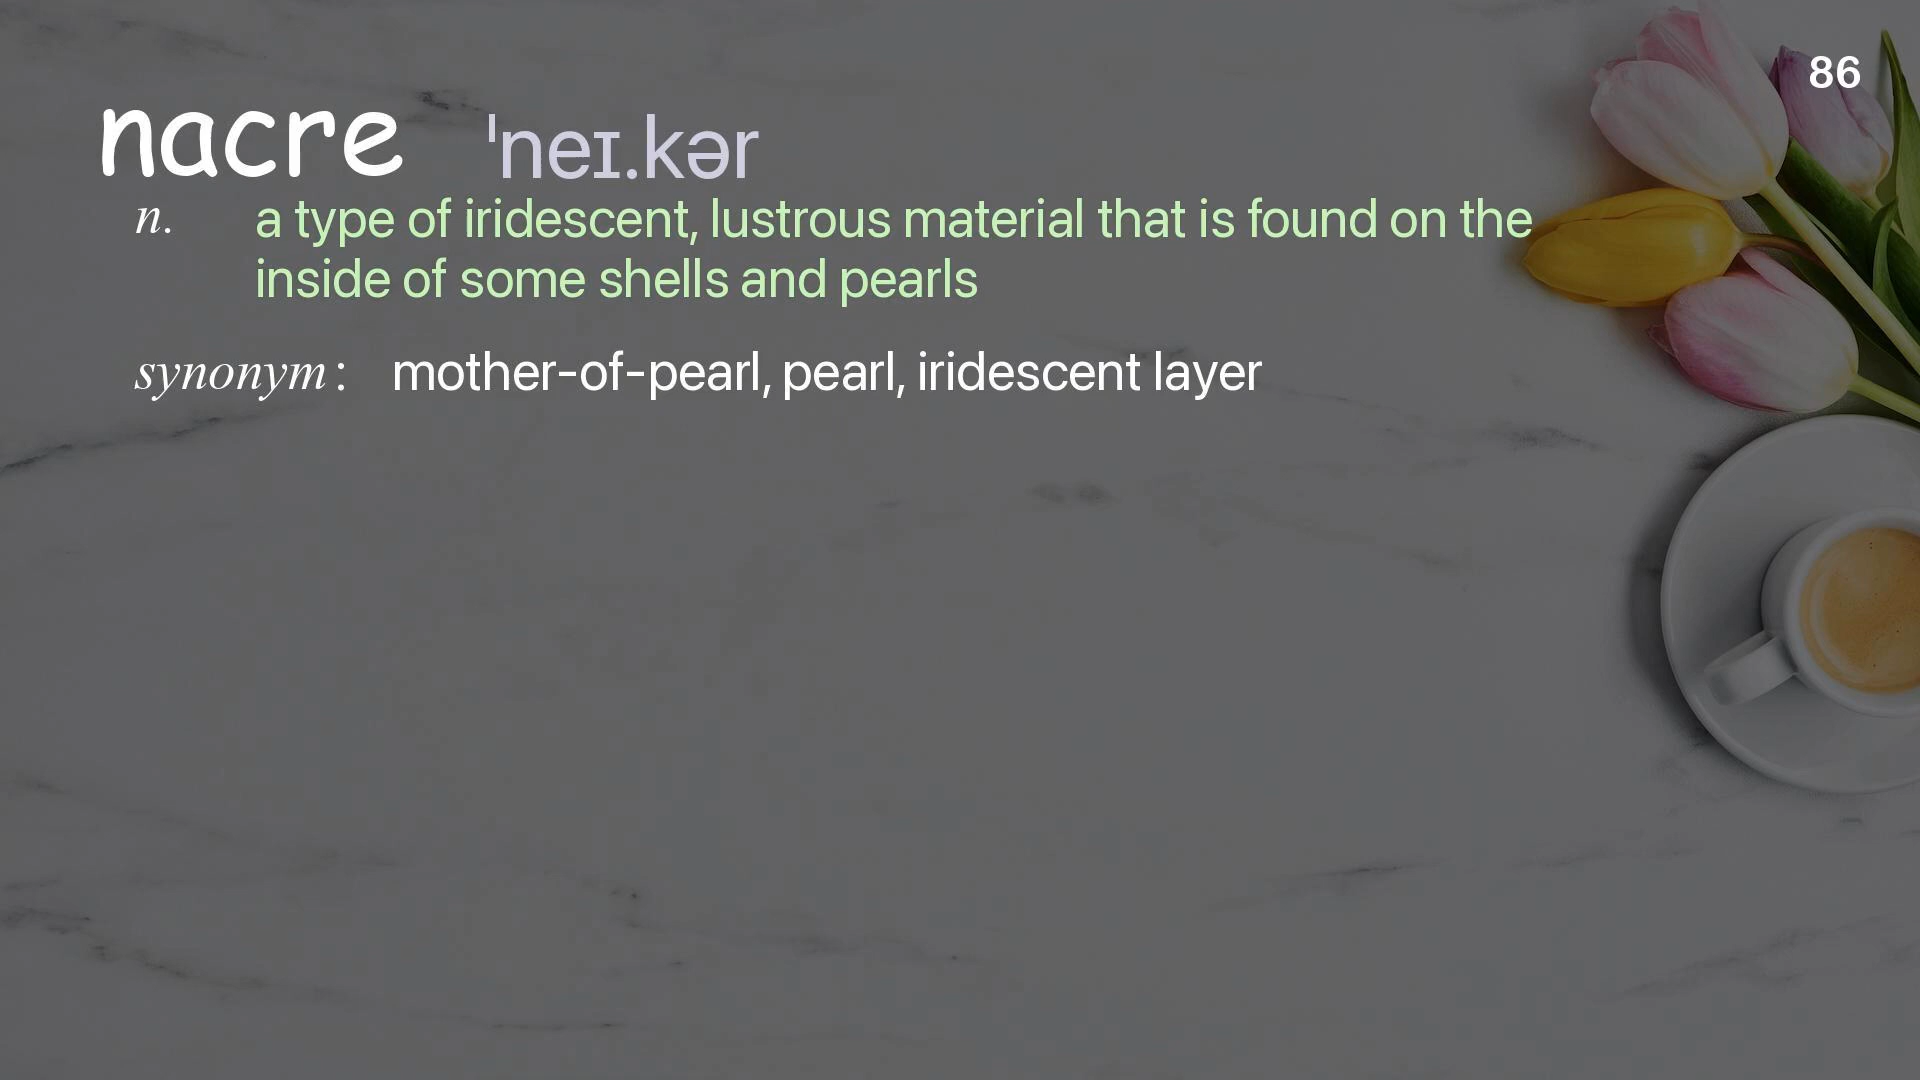 86
nacre ˈneɪ.kər
n. a type of iridescent, lustrous material that is found on the
inside of some shells and pearls
synonym : mother-of-pearl, pearl, iridescent layer